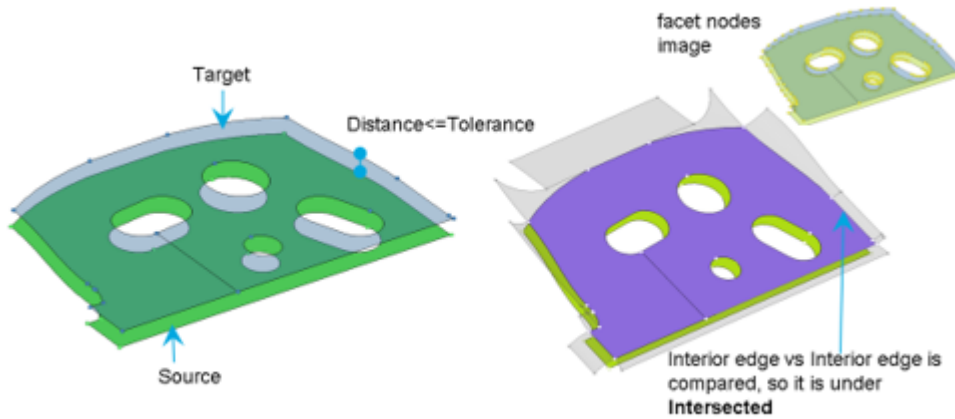 facet nodes
image
Target
Distance<=Tolerance
Source
Interior edge vs Interior edge is
compared, so it is under
Intersected